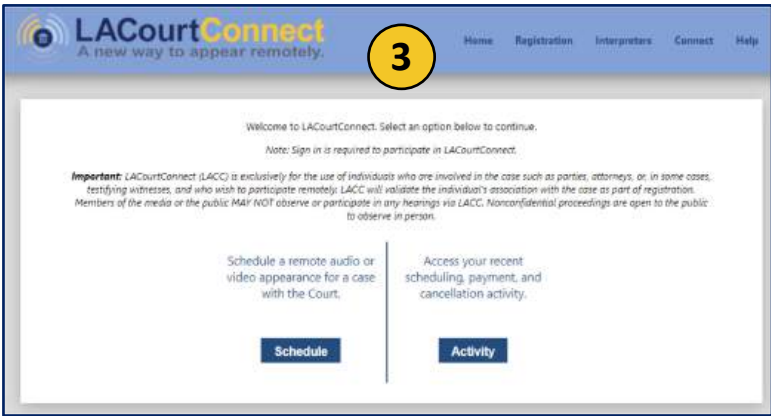 LACourtConnect
A new way to appear remotely.
3
Home Registration Interpreters Connect Help
Welcome to LACourtConnect. Select an option below to continue.
Note: Sign in is required to participate in LACourtConnect.
Important: LACourtConnect (LACC) is exclusively for the use of individuals who are involved in the case such as parties, attorneys, or, in some cases,
testifying witnesses, and who wish to participate remotely. LACC will validate the individual's association with the case as part of registration.
Members of the media or the public MAY NOT observe or participate in any hearings via LACC. Nonconfidential proceedings are open to the public
to observe in person.
Schedule a remote audio or
video appearance for a case
with the Court.
Schedule
Access your recent
scheduling, payment, and
cancellation activity.
Activity